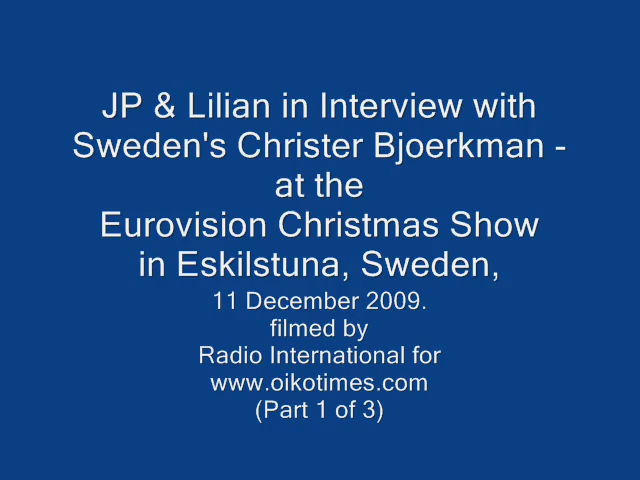 JP & Lilian in Interview with
Sweden's Christer Bjoerkman -
at the
Eurovision Christmas Show
in Eskilstuna, Sweden,
11 December 2009.
filmed by
Radio International for
www.oikotimes.com
(Part 1 of 3)